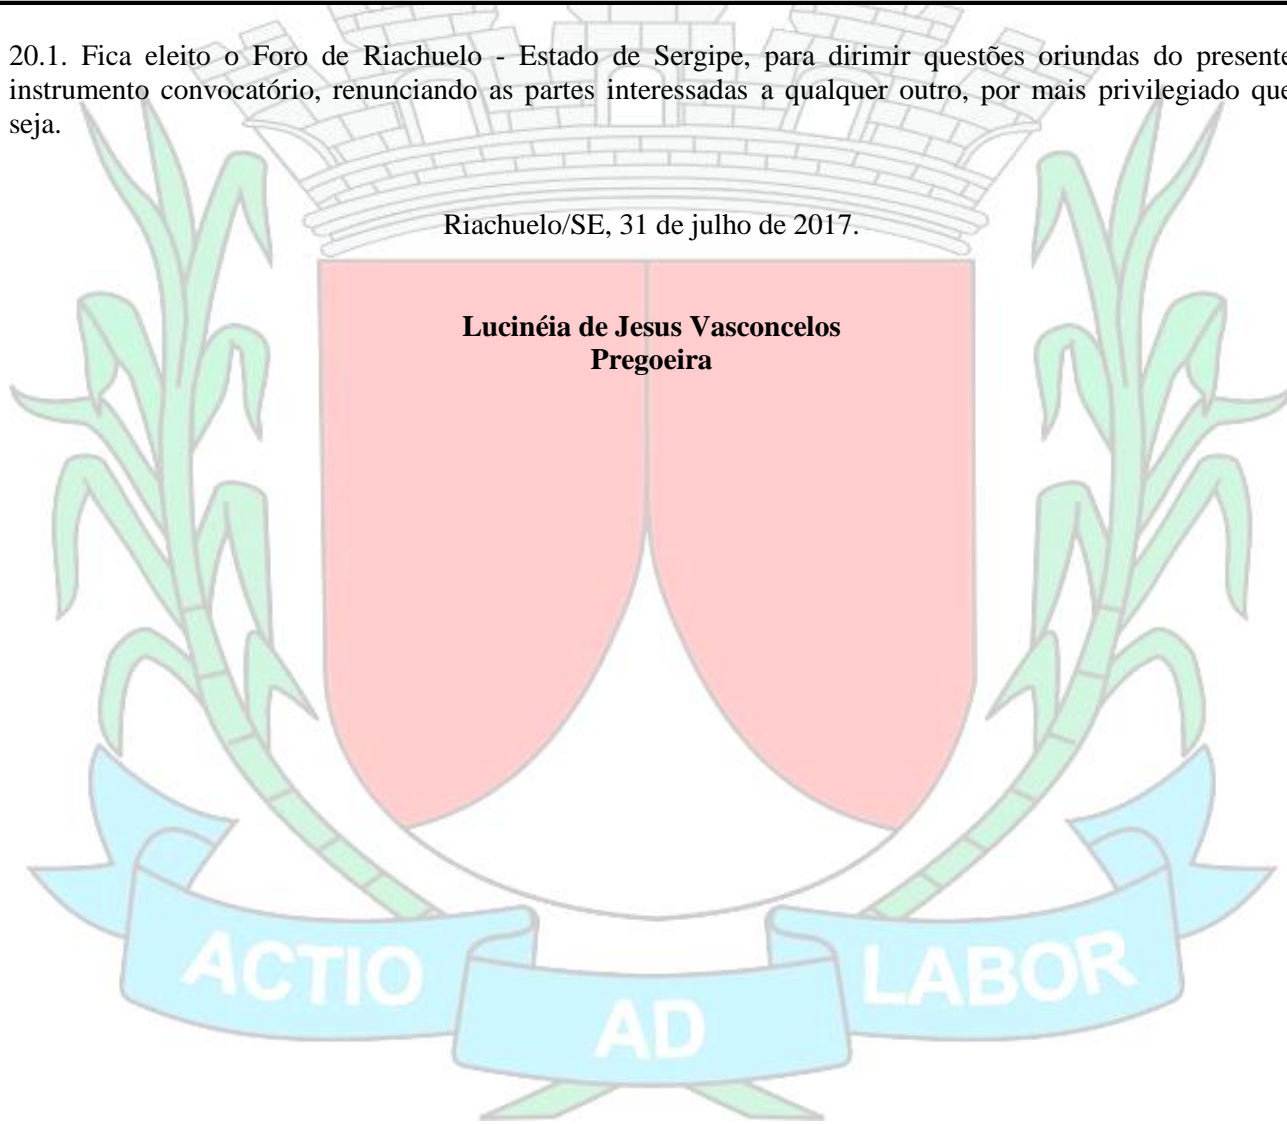 20.1. Fica eleito o Foro de Riachuelo - Estado de Sergipe, para dirimir questões oriundas do presente
instrumento convocatório, renunciando as partes interessadas a qualquer outro, por mais privilegiado que
seja.
Riachuelo/SE, 31 de julho de 2017.
Lucinéia de Jesus Vasconcelos
Pregoeira
ACTIO
AD
LABOR